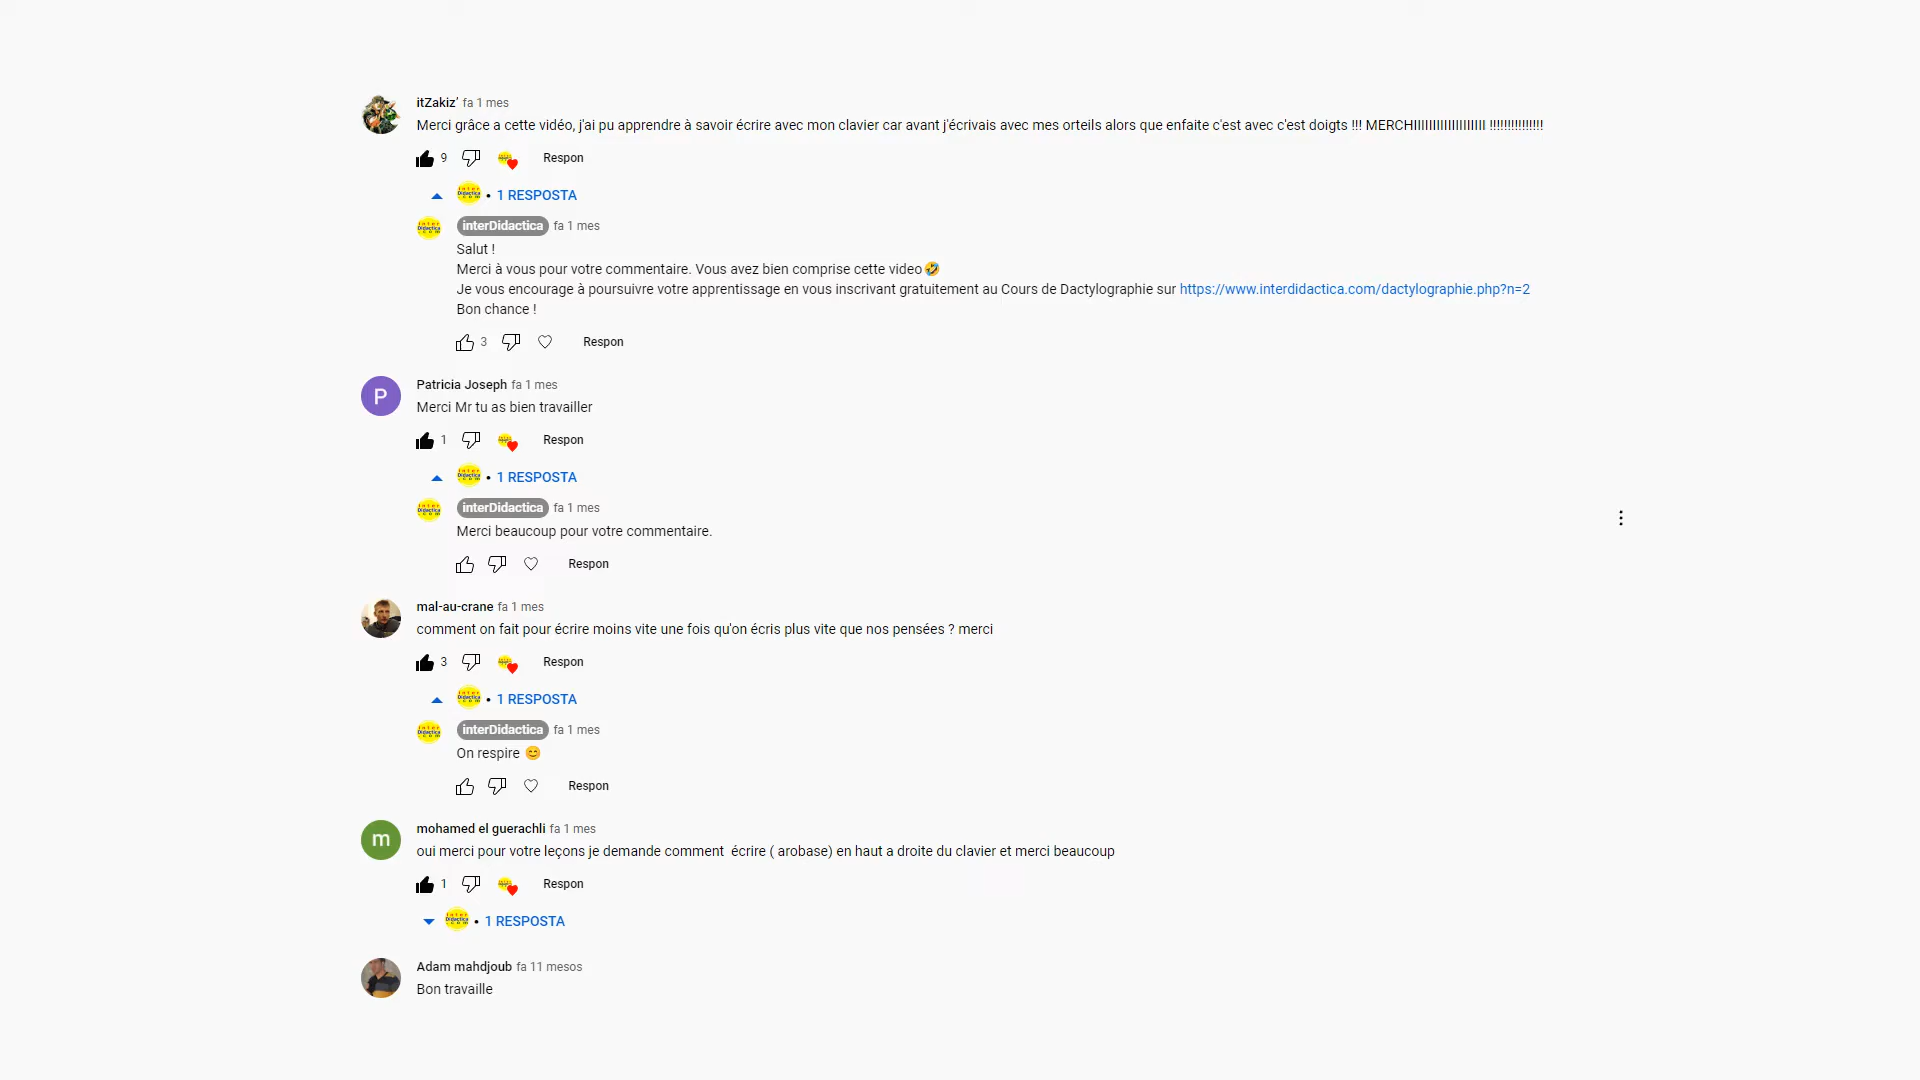 itZakiz' fa 1 mes
Merci grâce a cette vidéo, j'ai pu apprendre à savoir écrire avec mon clavier car avant j'écrivais avec mes orteils alors que enfaite c'est avec c'est doigts !!! MERCHIIIIIIIIIIIIIIIIIII !!!!!!!!!!!!!!!
9 Respon
• 1 RESPOSTA
interDidactica fa 1 mes
Salut !
Merci à vous pour votre commentaire. Vous avez bien comprise cette video🤣
Je vous encourage à poursuivre votre apprentissage en vous inscrivant gratuitement au Cours de Dactylographie sur https://www.interdidactica.com/dactylographie.php?n=2
Bon chance !
3 Respon
P
Patricia Joseph fa 1 mes
Merci Mr tu as bien travailler
1 Respon
• 1 RESPOSTA
interDidactica fa 1 mes
Merci beaucoup pour votre commentaire.
Respon
mal-au-crane fa 1 mes
comment on fait pour écrire moins vite une fois qu'on écris plus vite que nos pensées ? merci
3 Respon
• 1 RESPOSTA
interDidactica fa 1 mes
On respire 😊
Respon
m
mohamed el guerachli fa 1 mes
oui merci pour votre leçons je demande comment  écrire ( arobase) en haut a droite du clavier et merci beaucoup
1 Respon
• 1 RESPOSTA
Adam mahdjoub fa 11 mesos
Bon travaille